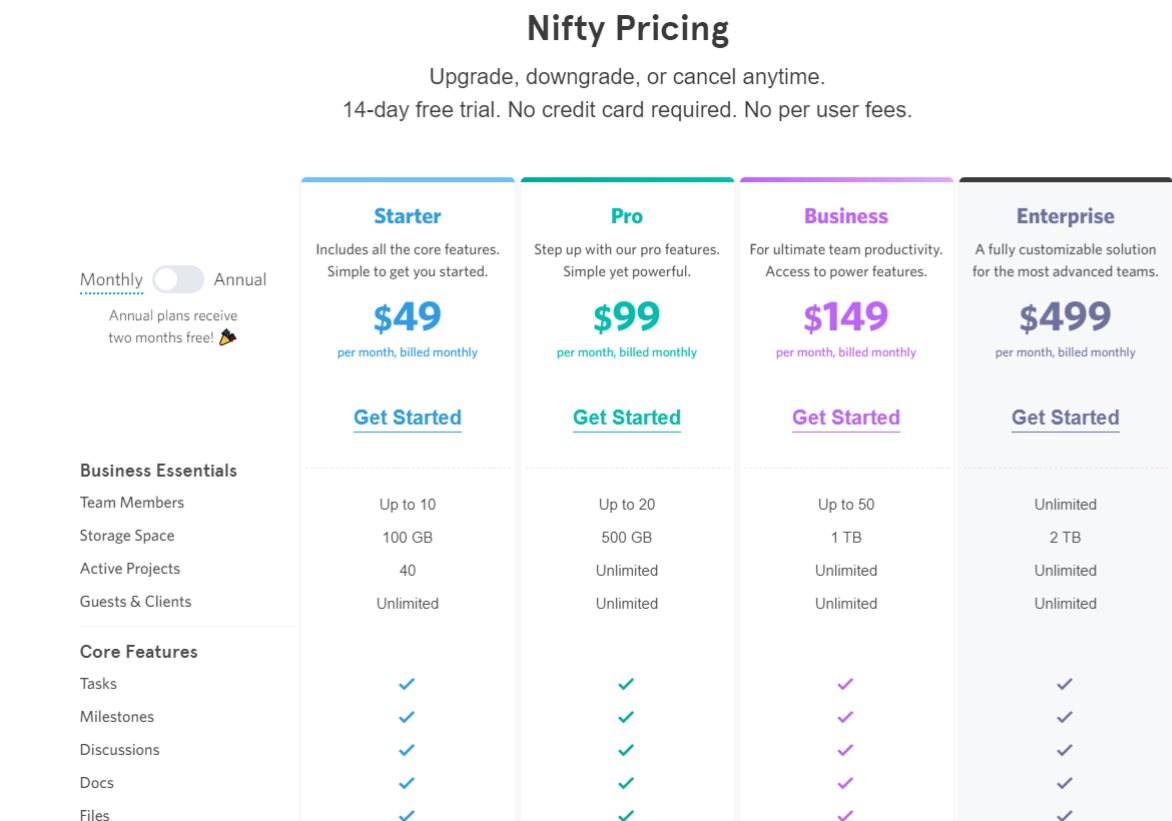 Nifty Pricing
Upgrade, downgrade, or cancel anytime.
14-day free trial. No credit card required. No per user fees.
Monthly Annual
Annual plans receive
two months free!
Starter
Includes all the core features.
Simple to get you started.
$49
per month, billed monthly
Get Started
Pro
Step up with our pro features.
Simple yet powerful.
$99
per month, billed monthly
Get Started
Business
For ultimate team productivity.
Access to power features.
$149
per month, billed monthly
Get Started
Enterprise
A fully customizable solution
for the most advanced teams.
$499
per month, billed monthly
Get Started
Business Essentials
Team Members Up to 10 Up to 20 Up to 50 Unlimited
Storage Space 100 GB 500 GB 1 TB 2 TB
Active Projects 40 Unlimited Unlimited Unlimited
Guests & Clients Unlimited Unlimited Unlimited Unlimited
Core Features
Tasks
Milestones
Discussions
Docs
Files